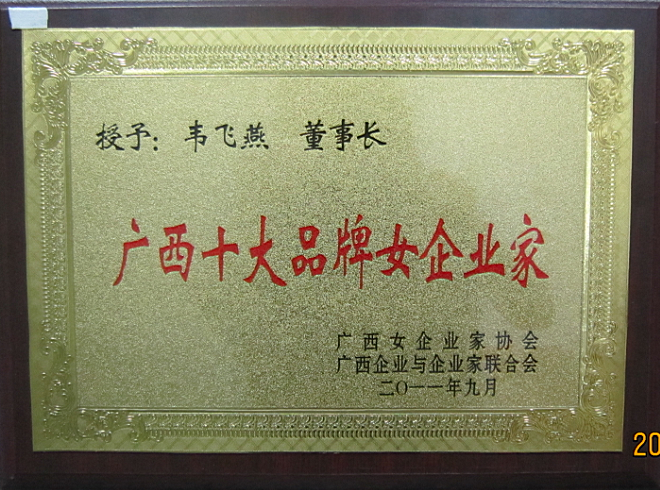 授予：韦飞燕 董事长
广西十大品牌女企业家
广西女企业家协会
广西企业与企业家联合会
二〇一一年九月
20